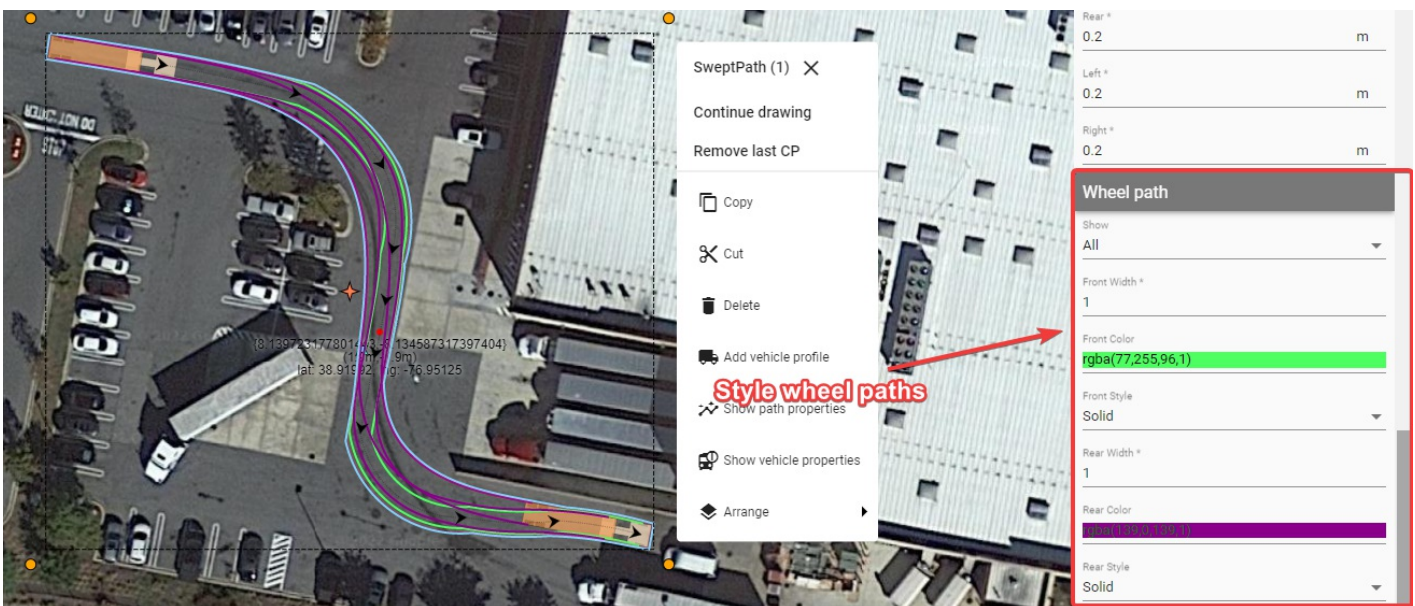 SweptPath (1)
Continue drawing
Remove last CP
Copy
Cut
Delete
Add vehicle profile
Show path properties
Show vehicle properties
Arrange
Style wheel paths
DO NOT ENTER
(19m, 9m)
lat: 38.91992, lng: -76.95125
Rear *
0.2 m
Left *
0.2 m
Right *
0.2 m
Wheel path
Show
All
Front Width *
1
Front Color
rgba(77,255,96,1)
Front Style
Solid
Rear Width *
1
Rear Color
rgba(139,0,139,1)
Rear Style
Solid